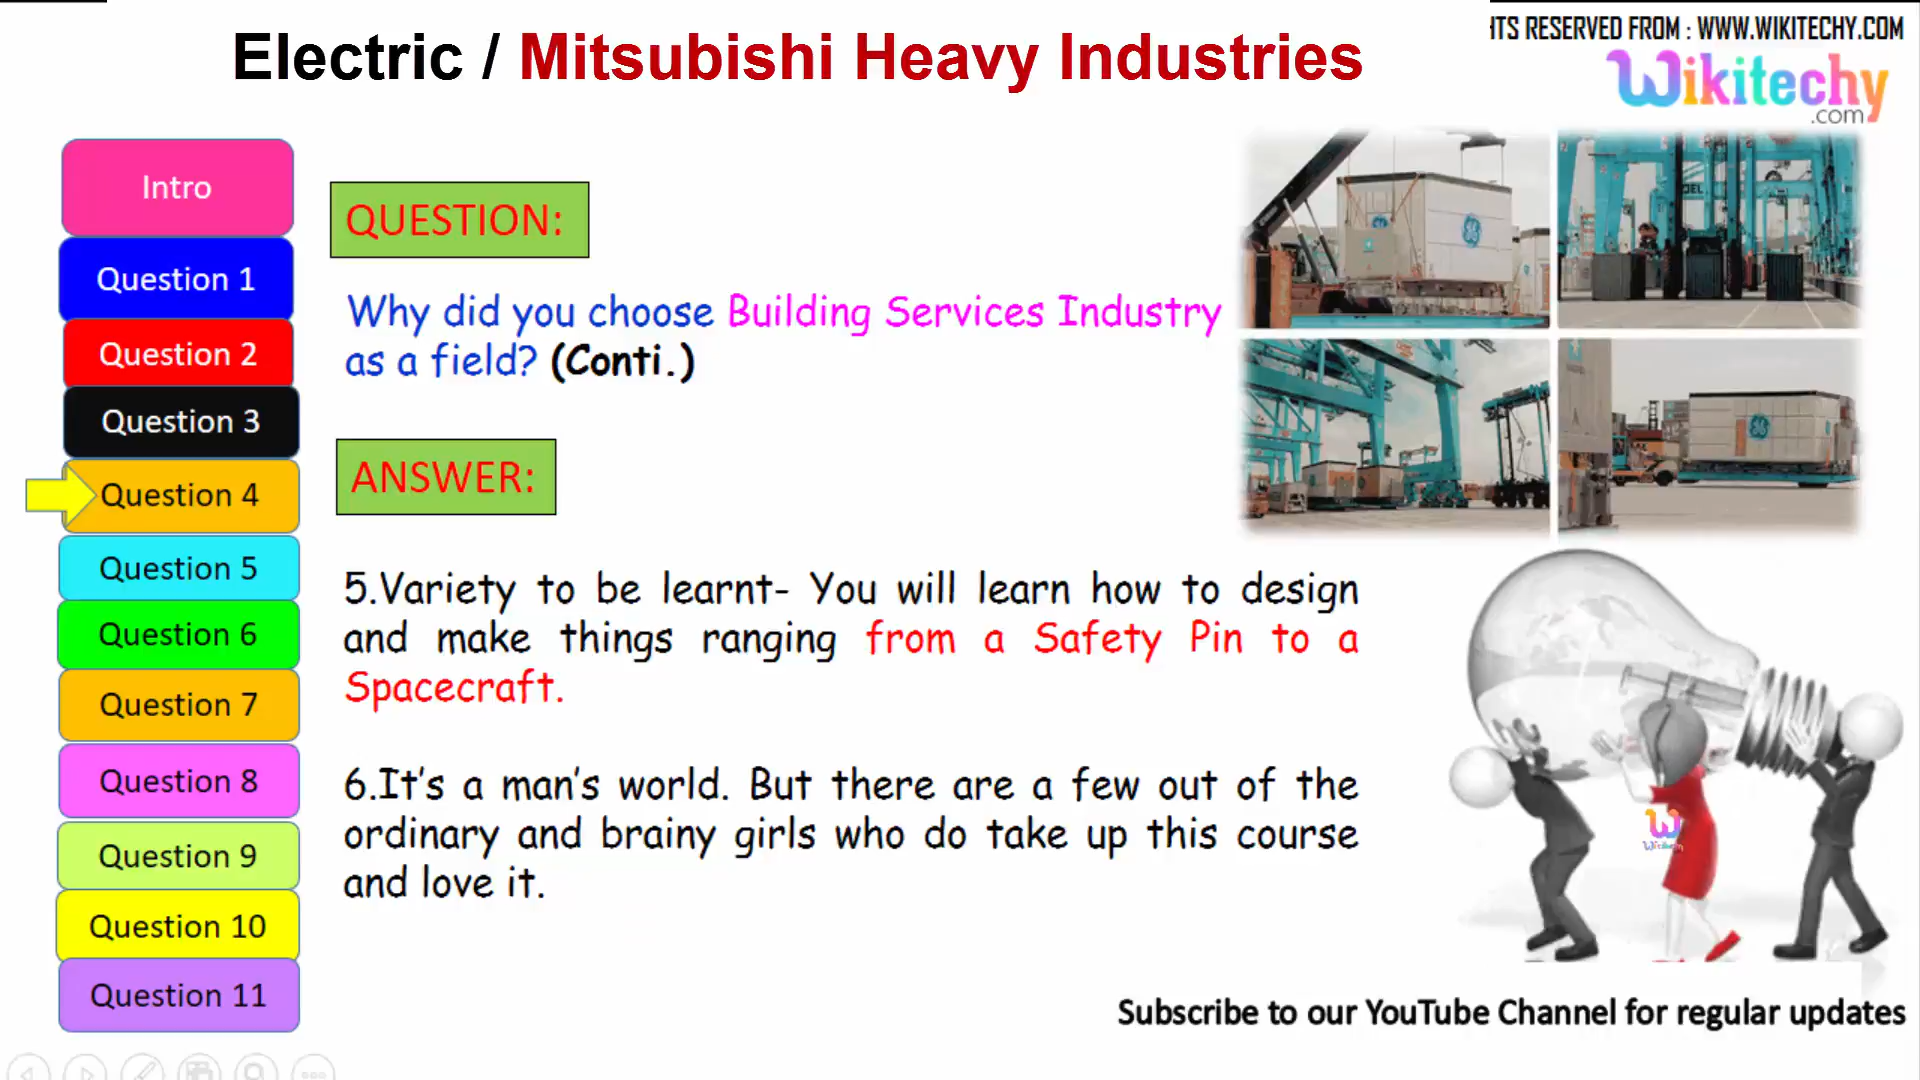 HTS RESERVED FROM : WWW.WIKITECHY.COM
Electric / Mitsubishi Heavy Industries
Wikitechy
.com
Intro
Question 1
Question 2
Question 3
Question 4
Question 5
Question 6
Question 7
Question 8
Question 9
Question 10
Question 11
QUESTION:
Why did you choose Building Services Industry
as a field? (Conti.)
ANSWER:
5.Variety to be learnt- You will learn how to design
and make things ranging from a Safety Pin to a
Spacecraft.
6.It's a man's world. But there are a few out of the
ordinary and brainy girls who do take up this course
and love it.
Subscribe to our YouTube Channel for regular updates